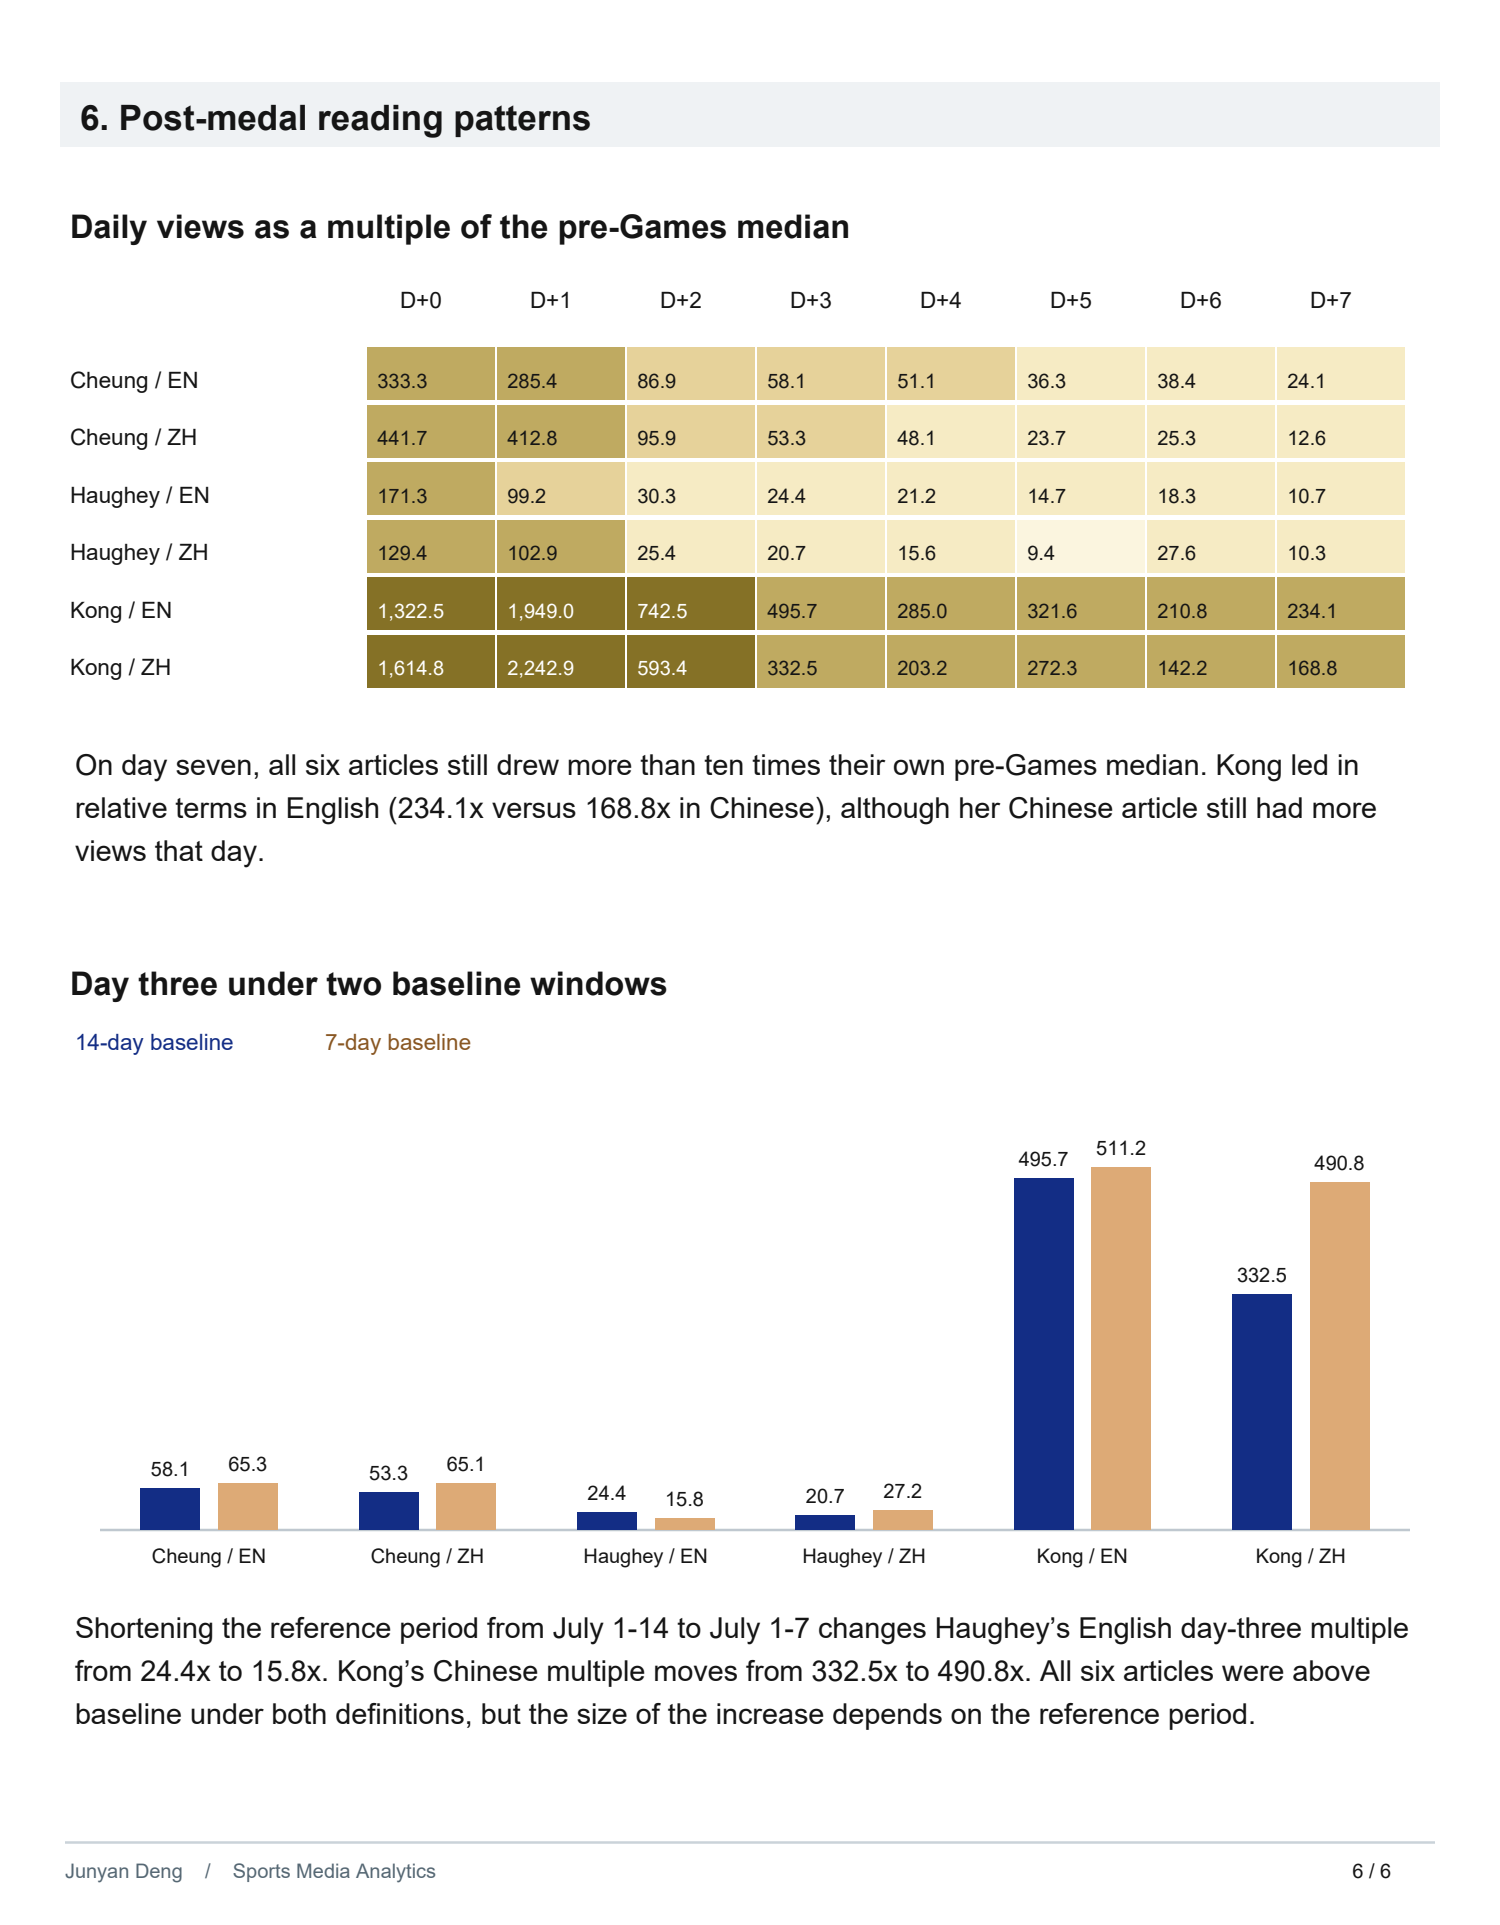 6. Post-medal reading patterns
Daily views as a multiple of the pre-Games median
D+0 D+1 D+2 D+3 D+4 D+5 D+6 D+7
Cheung / EN 333.3 285.4 86.9 58.1 51.1 36.3 38.4 24.1
Cheung / ZH 441.7 412.8 95.9 53.3 48.1 23.7 25.3 12.6
Haughey / EN 171.3 99.2 30.3 24.4 21.2 14.7 18.3 10.7
Haughey / ZH 129.4 102.9 25.4 20.7 15.6 9.4 27.6 10.3
Kong / EN 1,322.5 1,949.0 742.5 495.7 285.0 321.6 210.8 234.1
Kong / ZH 1,614.8 2,242.9 593.4 332.5 203.2 272.3 142.2 168.8
On day seven, all six articles still drew more than ten times their own pre-Games median. Kong led in
relative terms in English (234.1x versus 168.8x in Chinese), although her Chinese article still had more
views that day.
Day three under two baseline windows
14-day baseline 7-day baseline
58.1 65.3 53.3 65.1 24.4 15.8 20.7 27.2 495.7 511.2 332.5 490.8
Cheung / EN Cheung / ZH Haughey / EN Haughey / ZH Kong / EN Kong / ZH
Shortening the reference period from July 1-14 to July 1-7 changes Haughey’s English day-three multiple
from 24.4x to 15.8x. Kong’s Chinese multiple moves from 332.5x to 490.8x. All six articles were above
baseline under both definitions, but the size of the increase depends on the reference period.
Junyan Deng / Sports Media Analytics 6 / 6